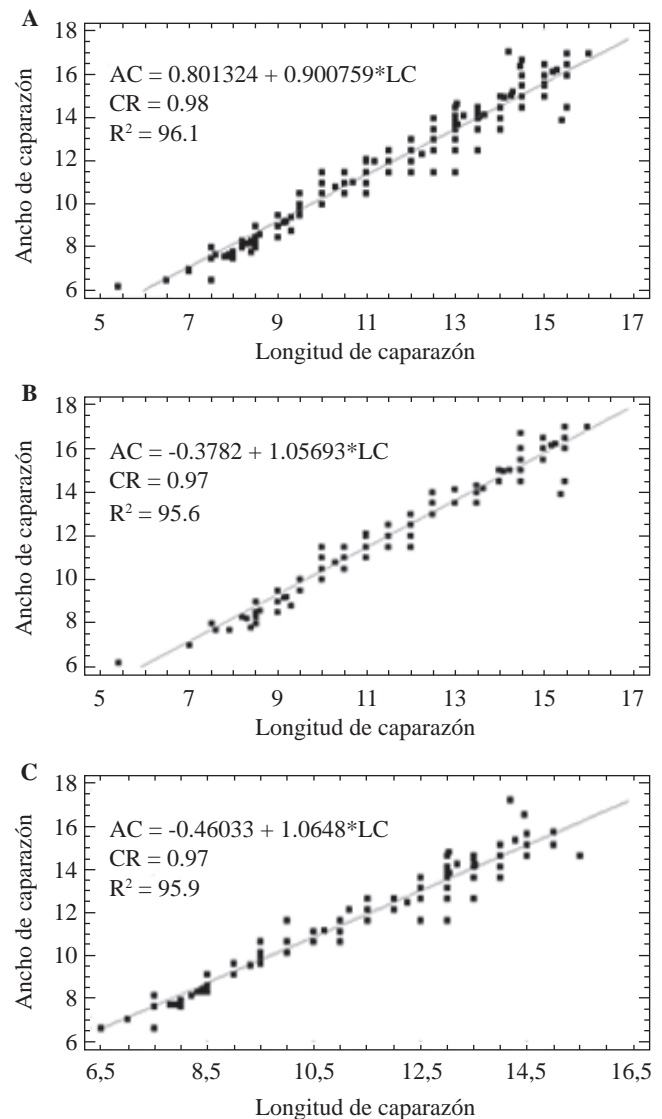 A
18
16
14
12
10
8
6
Ancho de caparazón
AC = 0.801324 + 0.900759*LC
CR = 0.98
R² = 96.1
5 7 9 11 13 15 17
Longitud de caparazón
B
18
16
14
12
10
8
6
Ancho de caparazón
AC = -0.3782 + 1.05693*LC
CR = 0.97
R² = 95.6
5 7 9 11 13 15 17
Longitud de caparazón
C
18
16
14
12
10
8
6
Ancho de caparazón
AC = -0.46033 + 1.0648*LC
CR = 0.97
R² = 95.9
6,5 8,5 10,5 12,5 14,5 16,5
Longitud de caparazón